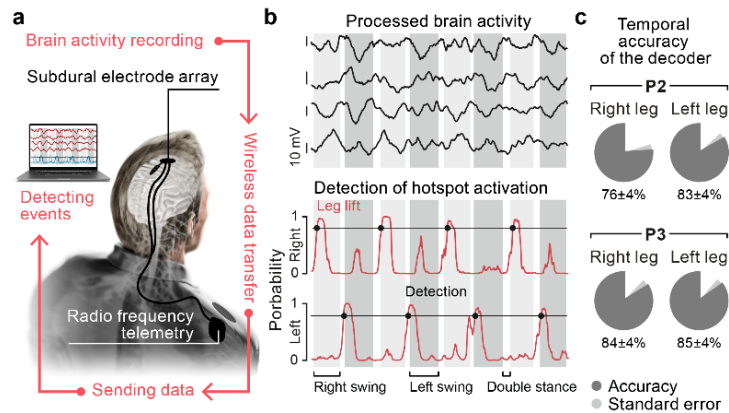 a
Brain activity recording
Subdural electrode array
Wireless data transfer
Detecting
events
Radio frequency
telemetry
Sending data
b
Processed brain activity
10 mV
Detection of hotspot activation
Leg lift
Porbability
Right
1
0
Detection
Left
1
0
Right swing
Left swing
Double stance
c
Temporal
accuracy
of the decoder
P2
Right leg
Left leg
76±4%
83±4%
P3
Right leg
Left leg
84±4%
85±4%
Accuracy
Standard error